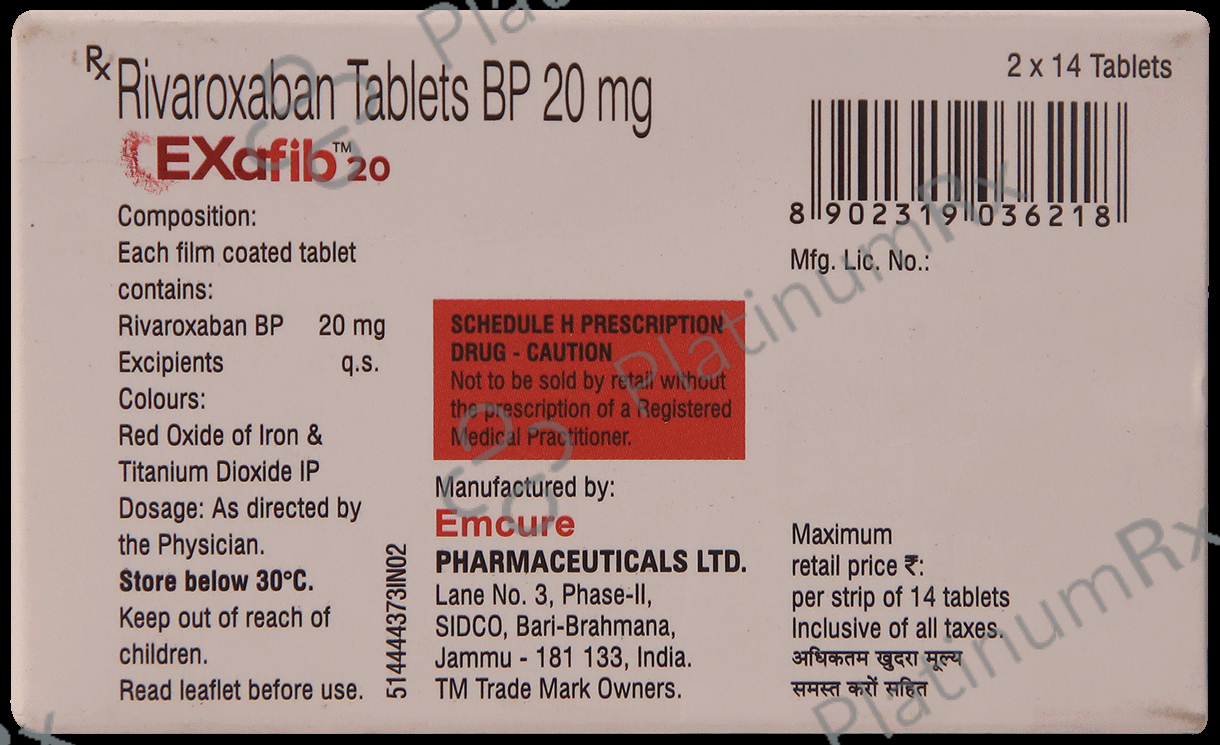 Rx Rivaroxaban Tablets BP 20 mg
EXafib™20
Composition:
Each film coated tablet
contains:
Rivaroxaban BP 20 mg
Excipients q.s.
Colours:
Red Oxide of Iron &
Titanium Dioxide IP
Dosage: As directed by
the Physician.
Store below 30°C.
Keep out of reach of
children.
Read leaflet before use.
514444373IN02
SCHEDULE H PRESCRIPTION
DRUG - CAUTION
Not to be sold by retail without
the prescription of a Registered
Medical Practitioner.
Manufactured by:
Emcure
PHARMACEUTICALS LTD.
Lane No. 3, Phase-II,
SIDCO, Bari-Brahmana,
Jammu - 181 133, India.
TM Trade Mark Owners.
2 x 14 Tablets
8 902319 036218
Mfg. Lic. No.:
Maximum
retail price ₹:
per strip of 14 tablets
Inclusive of all taxes.
अधिकतम खुदरा मूल्य
समस्त करों सहित
PlatinumRx
PlatinumRx